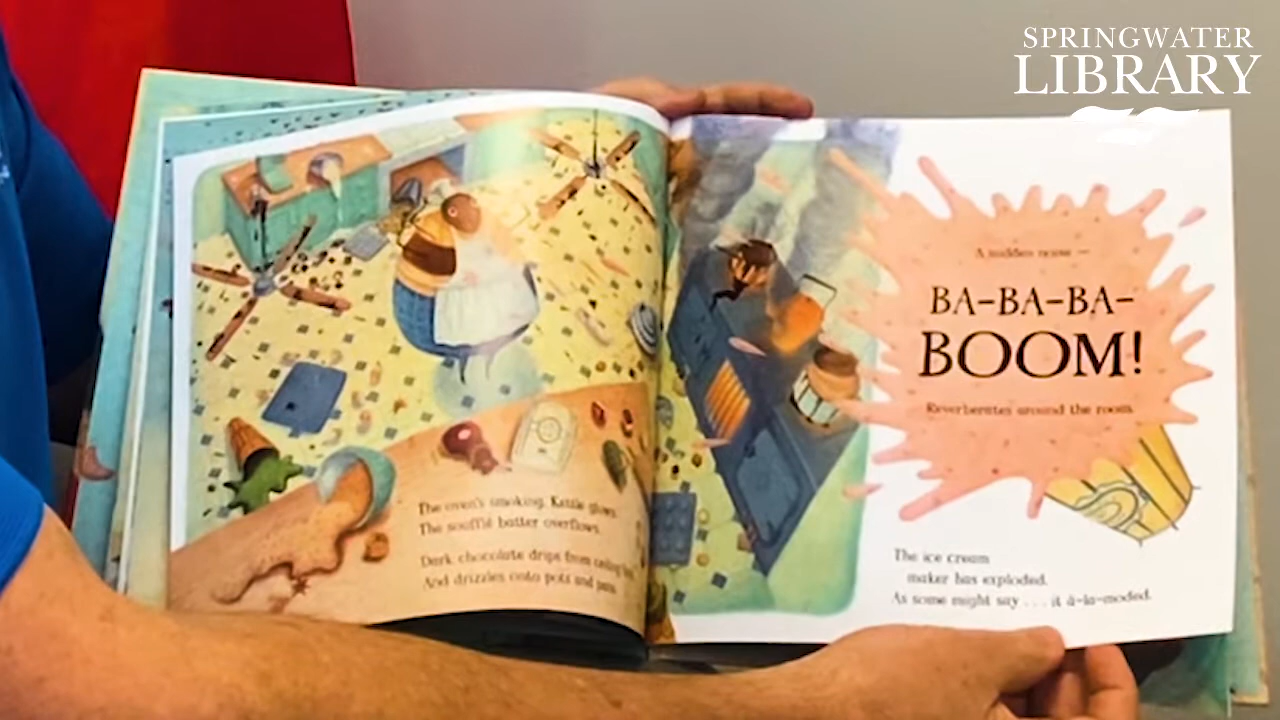 SPRINGWATER
LIBRARY
The oven's smoking. Kettle glows.
The soufflé batter overflows.
Dark chocolate drips from ceiling
And drizzles onto pots and pans.
A sudden noise —
BA-BA-BA-
BOOM!
Reverberates around the room.
The ice cream
maker has exploded.
As some might say . . . it à-la-moded.